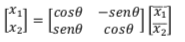 [x₁] = [cosθ −senθ] [x̅₁]
[x₂] = [senθ cosθ] [x̅₂]